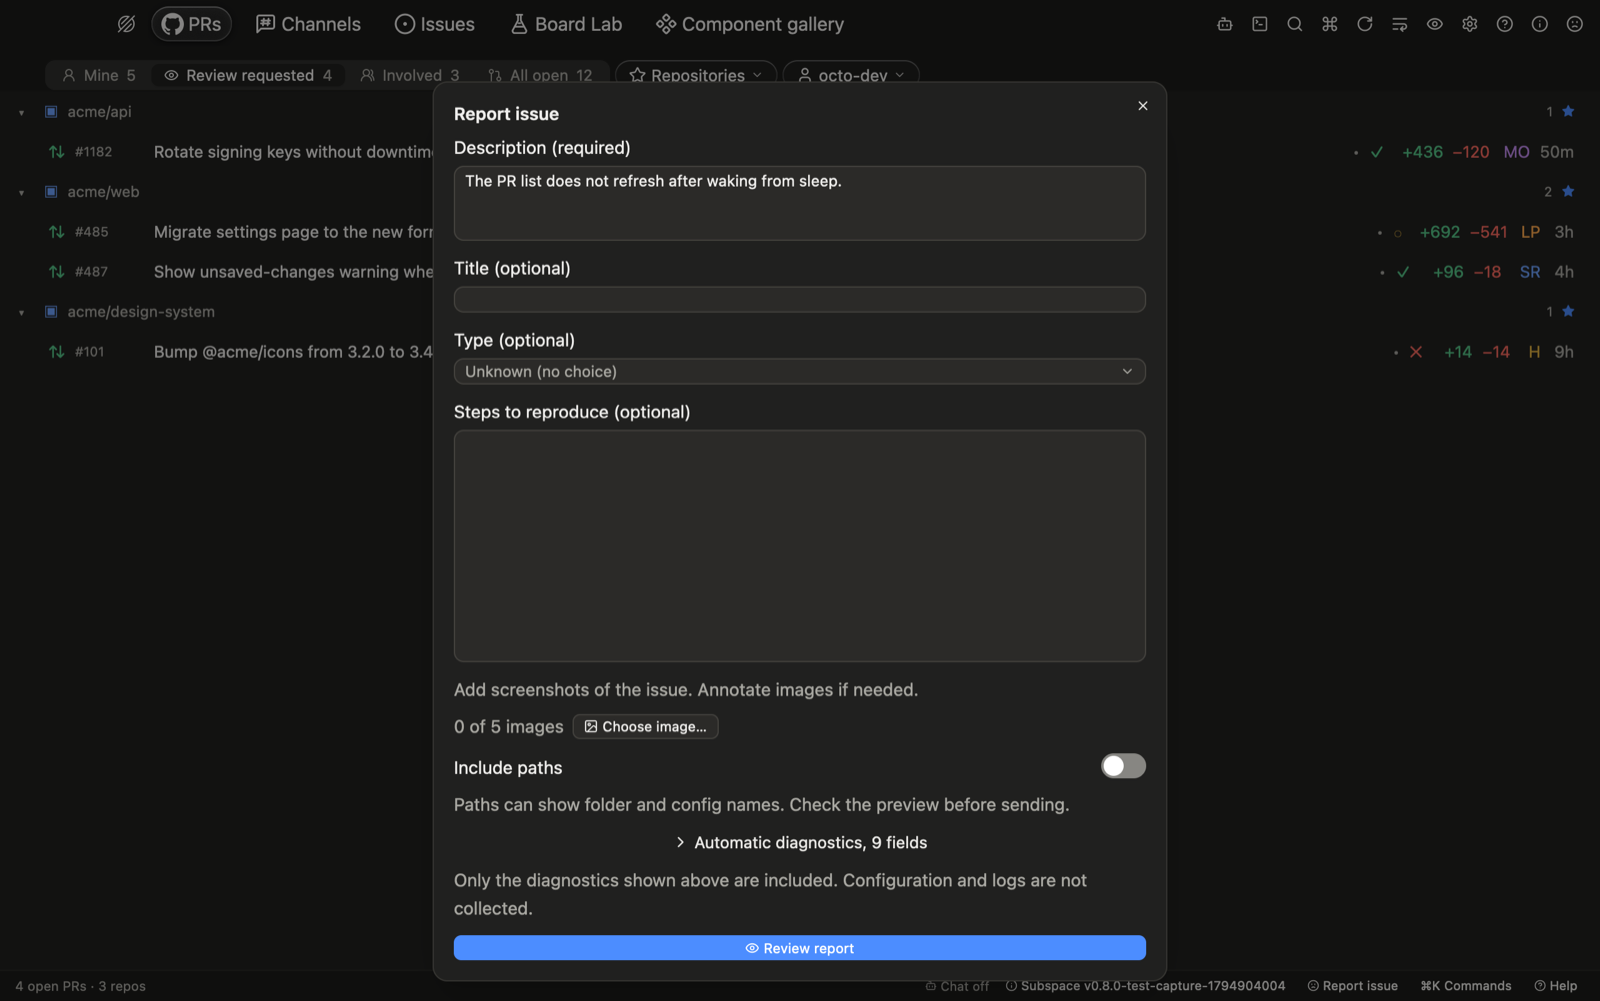 PRs
Channels
Issues
Board Lab
Component gallery
Mine 5
Review requested 4
Involved 3
All open 12
Repositories
octo-dev
acme/api
1
#1182
Rotate signing keys without downtim
+436 −120 MO 50m
acme/web
2
#485
Migrate settings page to the new for
+692 −541 LP 3h
#487
Show unsaved-changes warning whe
+96 −18 SR 4h
acme/design-system
1
#101
Bump @acme/icons from 3.2.0 to 3.4
+14 −14 H 9h
Report issue
Description (required)
The PR list does not refresh after waking from sleep.
Title (optional)
Type (optional)
Unknown (no choice)
Steps to reproduce (optional)
Add screenshots of the issue. Annotate images if needed.
0 of 5 images
Choose image...
Include paths
Paths can show folder and config names. Check the preview before sending.
Automatic diagnostics, 9 fields
Only the diagnostics shown above are included. Configuration and logs are not
collected.
Review report
4 open PRs · 3 repos
Chat off
Subspace v0.8.0-test-capture-1794904004
Report issue
⌘K Commands
Help